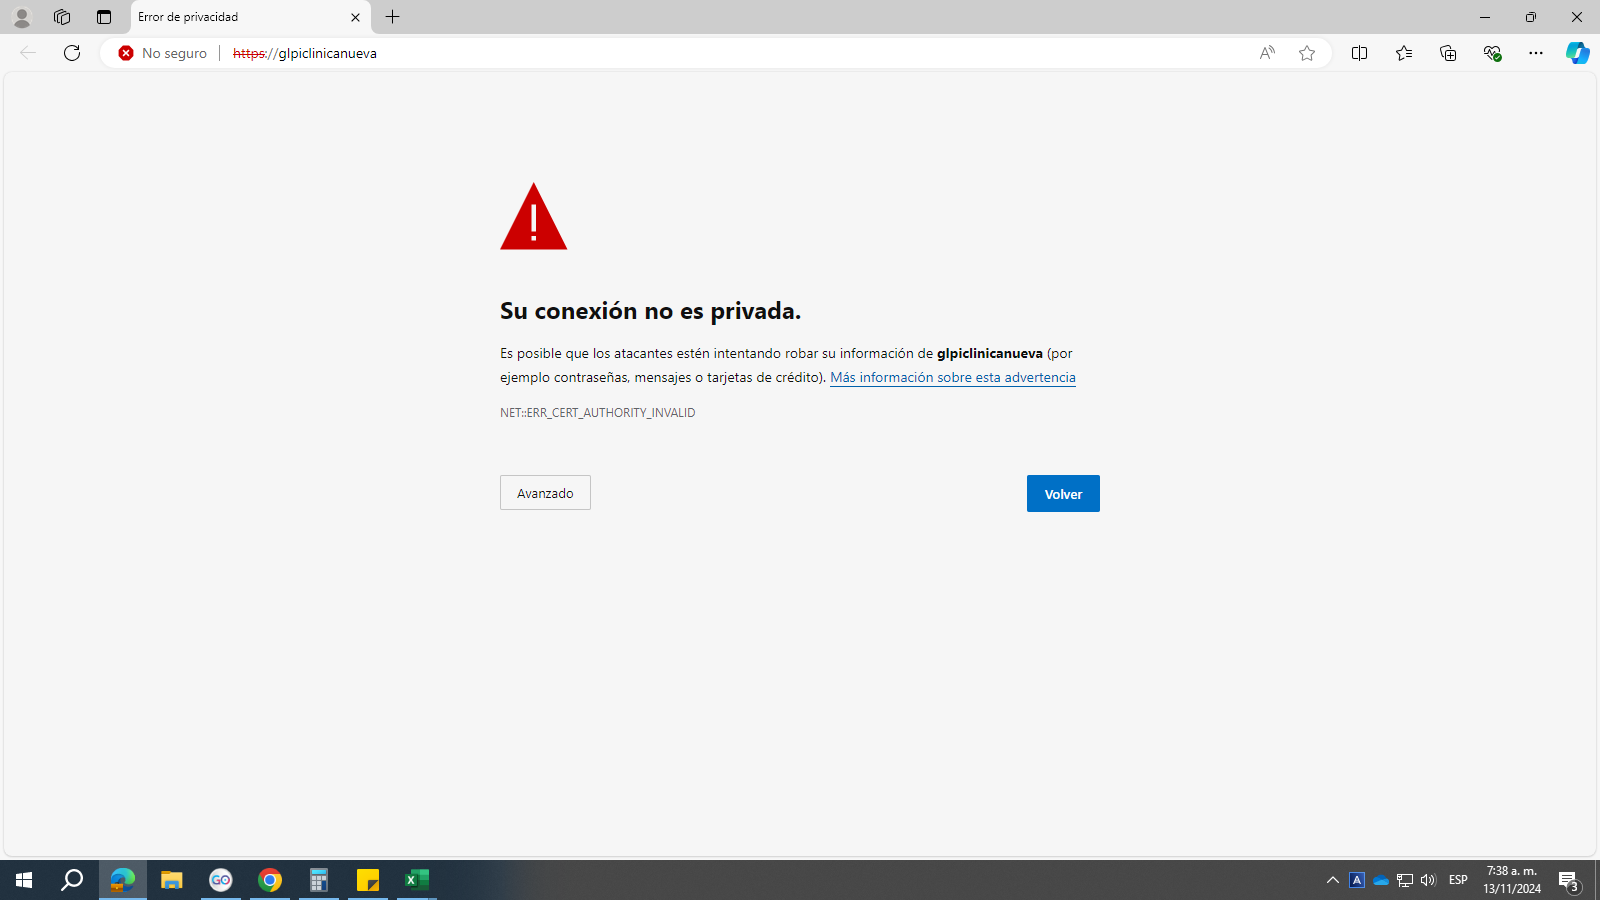 Error de privacidad
No seguro
https://glpiclinicanueva
Su conexión no es privada.
Es posible que los atacantes estén intentando robar su información de glpiclinicanueva (por
ejemplo contraseñas, mensajes o tarjetas de crédito). Más información sobre esta advertencia
NET::ERR_CERT_AUTHORITY_INVALID
Avanzado
Volver
GO
A
ESP
7:38 a. m.
13/11/2024
3